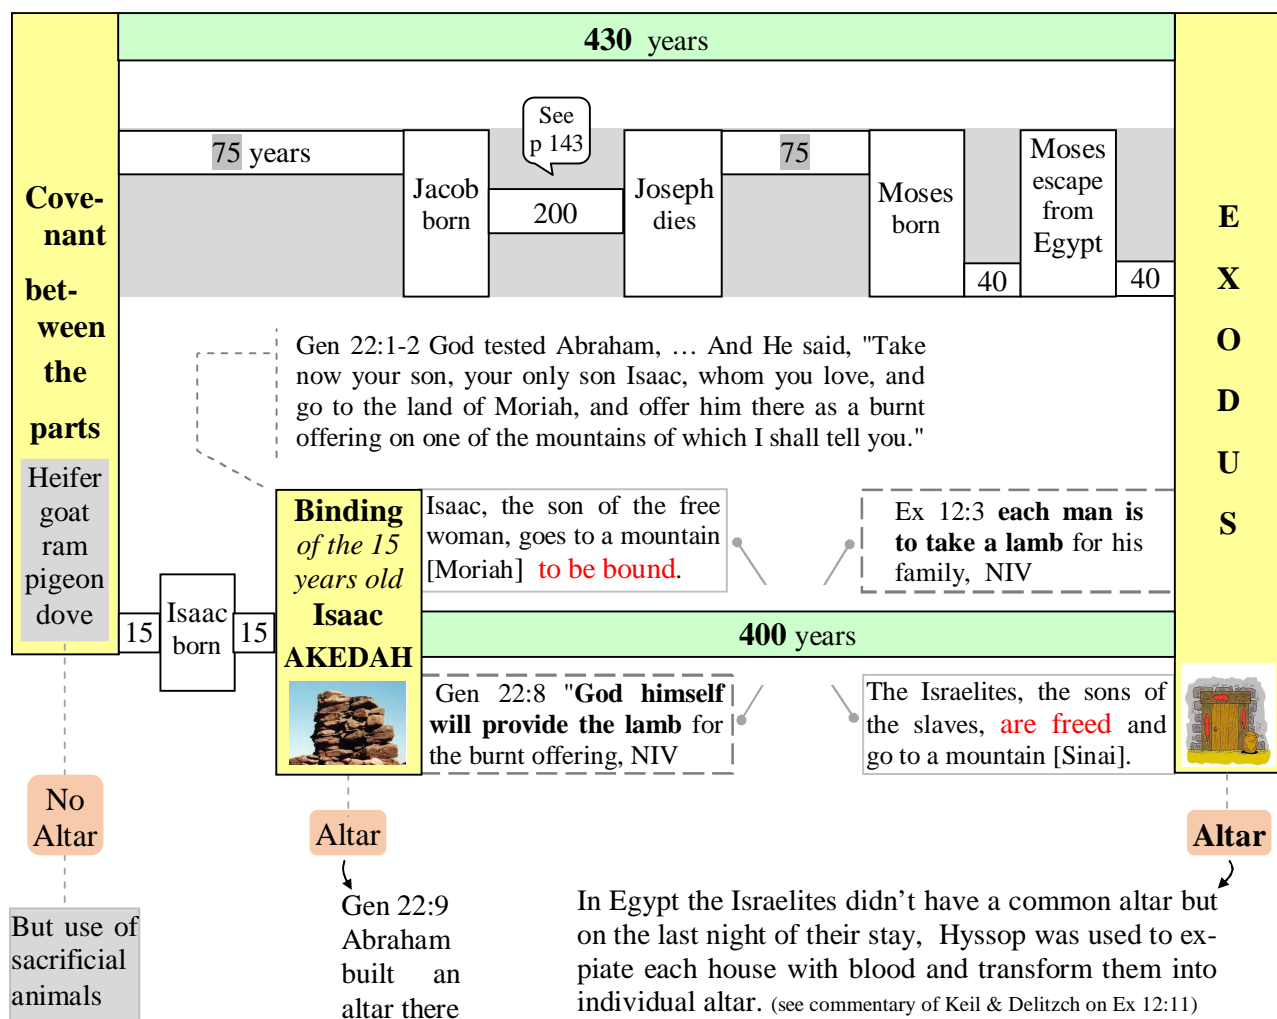 430 years
See
p 143
75 years
Jacob
born
200
Joseph
dies
75
Moses
born
40
Moses
escape
from
Egypt
40
Cove-
nant
bet-
ween
the
parts
Heifer
goat
ram
pigeon
dove
E
X
O
D
U
S
Gen 22:1-2 God tested Abraham, … And He said, "Take
now your son, your only son Isaac, whom you love, and
go to the land of Moriah, and offer him there as a burnt
offering on one of the mountains of which I shall tell you."
15
Isaac
born
15
Binding
of the 15
years old
Isaac
AKEDAH
Isaac, the son of the free
woman, goes to a mountain
[Moriah] to be bound.
Ex 12:3 each man is
to take a lamb for his
family, NIV
400 years
Gen 22:8 "God himself
will provide the lamb for
the burnt offering, NIV
The Israelites, the sons of
the slaves, are freed and
go to a mountain [Sinai].
No
Altar
Altar
Altar
But use of
sacrificial
animals
Gen 22:9
Abraham
built an
altar there
In Egypt the Israelites didn’t have a common altar but
on the last night of their stay, Hyssop was used to ex-
piate each house with blood and transform them into
individual altar. (see commentary of Keil & Delitzch on Ex 12:11)